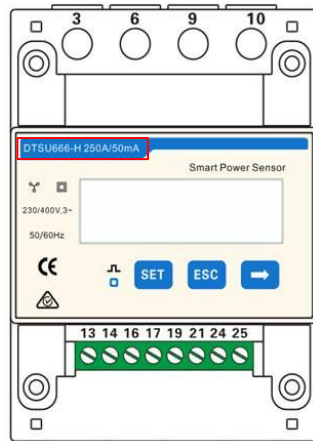 3 6 9 10
DTSU666-H 250A/50mA
Smart Power Sensor
230/400V,3~
50/60Hz
CE
SET ESC
13 14 16 17 19 21 24 25